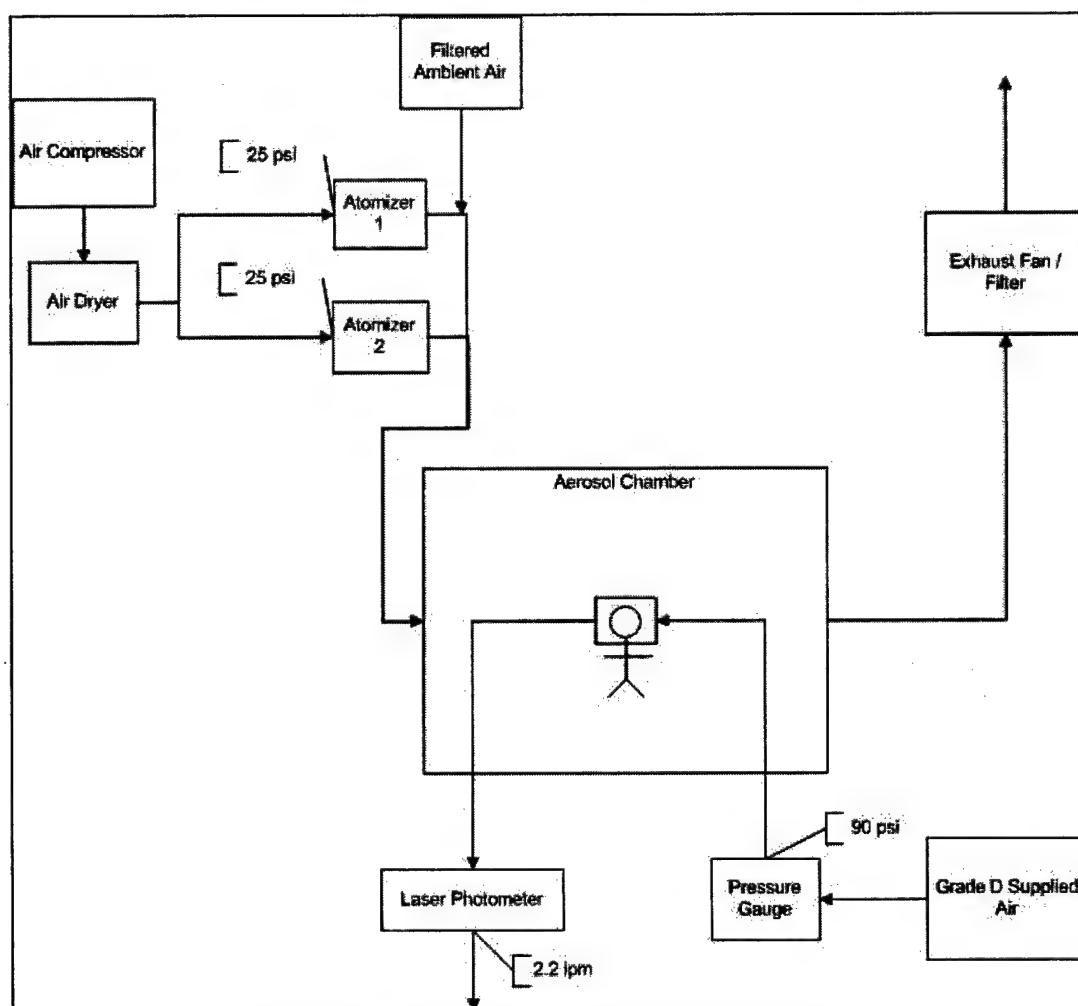 Filtered
Ambient Air
Air Compressor
25 psi
Atomizer
1
Exhaust Fan /
Filter
25 psi
Air Dryer
Atomizer
2
Aerosol Chamber
90 psi
Laser Photometer
Pressure
Gauge
Grade D Supplied
Air
2.2 lpm